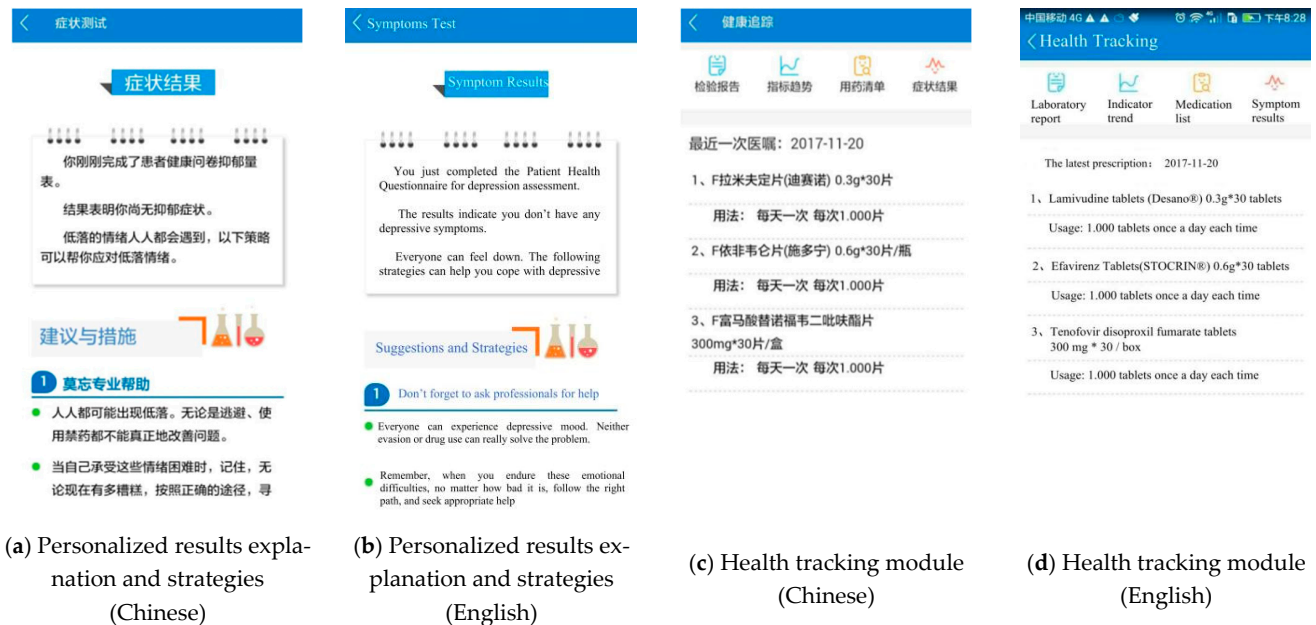 症状测试
症状结果
你刚刚完成了患者健康问卷抑郁量
表。
结果表明你尚无抑郁症状。
低落的情绪人人都会遇到，以下策略
可以帮你应对低落情绪。
建议与措施
1 莫忘专业帮助
人人都可能出现低落。无论是逃避、使
用禁药都不能真正地改善问题。
当自己承受这些情绪困难时，记住，无
论现在有多糟糕，按照正确的途径，寻
(a) Personalized results expla-
nation and strategies
(Chinese)
Symptoms Test
Symptom Results
You just completed the Patient Health
Questionnaire for depression assessment.
The results indicate you don't have any
depressive symptoms.
Everyone can feel down. The following
strategies can help you cope with depressive
Suggestions and Strategies
1 Don't forget to ask professionals for help
Everyone can experience depressive mood. Neither
evasion or drug use can really solve the problem.
Remember, when you endure these emotional
difficulties, no matter how bad it is, follow the right
path, and seek appropriate help
(b) Personalized results ex-
planation and strategies
(English)
健康追踪
检验报告 指标趋势 用药清单 症状结果
最近一次医嘱：2017-11-20
1、F拉米夫定片(迪赛诺) 0.3g*30片
用法： 每天一次 每次1.000片
2、F依非韦仑片(施多宁) 0.6g*30片/瓶
用法： 每天一次 每次1.000片
3、F富马酸替诺福韦二吡呋酯片
300mg*30片/盒
用法： 每天一次 每次1.000片
(c) Health tracking module
(Chinese)
中国移动 4G 下午8:28
Health Tracking
Laboratory
report
Indicator
trend
Medication
list
Symptom
results
The latest prescription： 2017-11-20
1、Lamivudine tablets (Desano®) 0.3g*30 tablets
Usage: 1.000 tablets once a day each time
2、Efavirenz Tablets(STOCRIN®) 0.6g*30 tablets
Usage: 1.000 tablets once a day each time
3、Tenofovir disoproxil fumarate tablets
300 mg * 30 / box
Usage: 1.000 tablets once a day each time
(d) Health tracking module
(English)